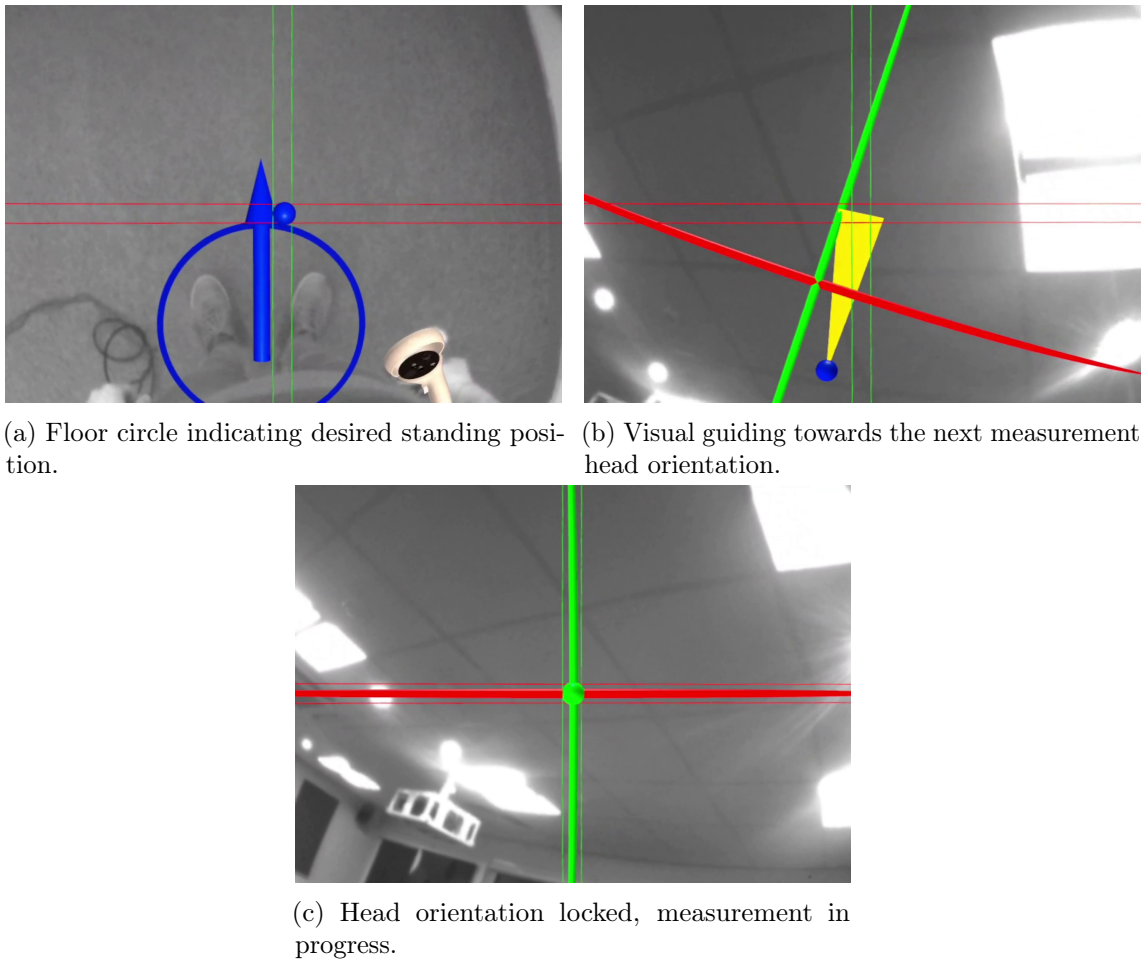 (a) Floor circle indicating desired standing posi-
tion.
(b) Visual guiding towards the next measurement
head orientation.
(c) Head orientation locked, measurement in
progress.